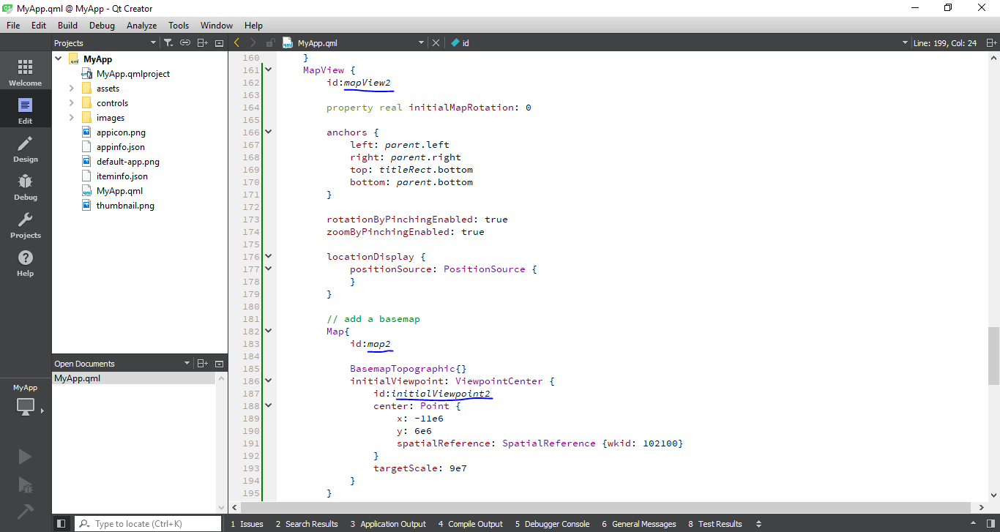 MyApp.qml @ MyApp - Qt Creator
File Edit Build Debug Analyze Tools Window Help
Projects
MyApp.qml
id
Line: 199, Col: 24
Welcome
Edit
Design
Debug
Projects
Help
MyApp
MyApp
MyApp.qmlproject
assets
controls
images
appicon.png
appinfo.json
default-app.png
iteminfo.json
MyApp.qml
thumbnail.png
Open Documents
MyApp.qml
160 }
161 MapView {
162 id:mapView2
163
164 property real initialMapRotation: 0
165
166 anchors {
167 left: parent.left
168 right: parent.right
169 top: titleRect.bottom
170 bottom: parent.bottom
171 }
172
173 rotationByPinchingEnabled: true
174 zoomByPinchingEnabled: true
175
176 locationDisplay {
177 positionSource: PositionSource {
178 }
179 }
180
181 // add a basemap
182 Map{
183 id:map2
184
185 BasemapTopographic{}
186 initialViewpoint: ViewpointCenter {
187 id:initialViewpoint2
188 center: Point {
189 x: -11e6
190 y: 6e6
191 spatialReference: SpatialReference {wkid: 102100}
192 }
193 targetScale: 9e7
194 }
195 }
Type to locate (Ctrl+K)
1 Issues 2 Search Results 3 Application Output 4 Compile Output 5 Debugger Console 6 General Messages 8 Test Results